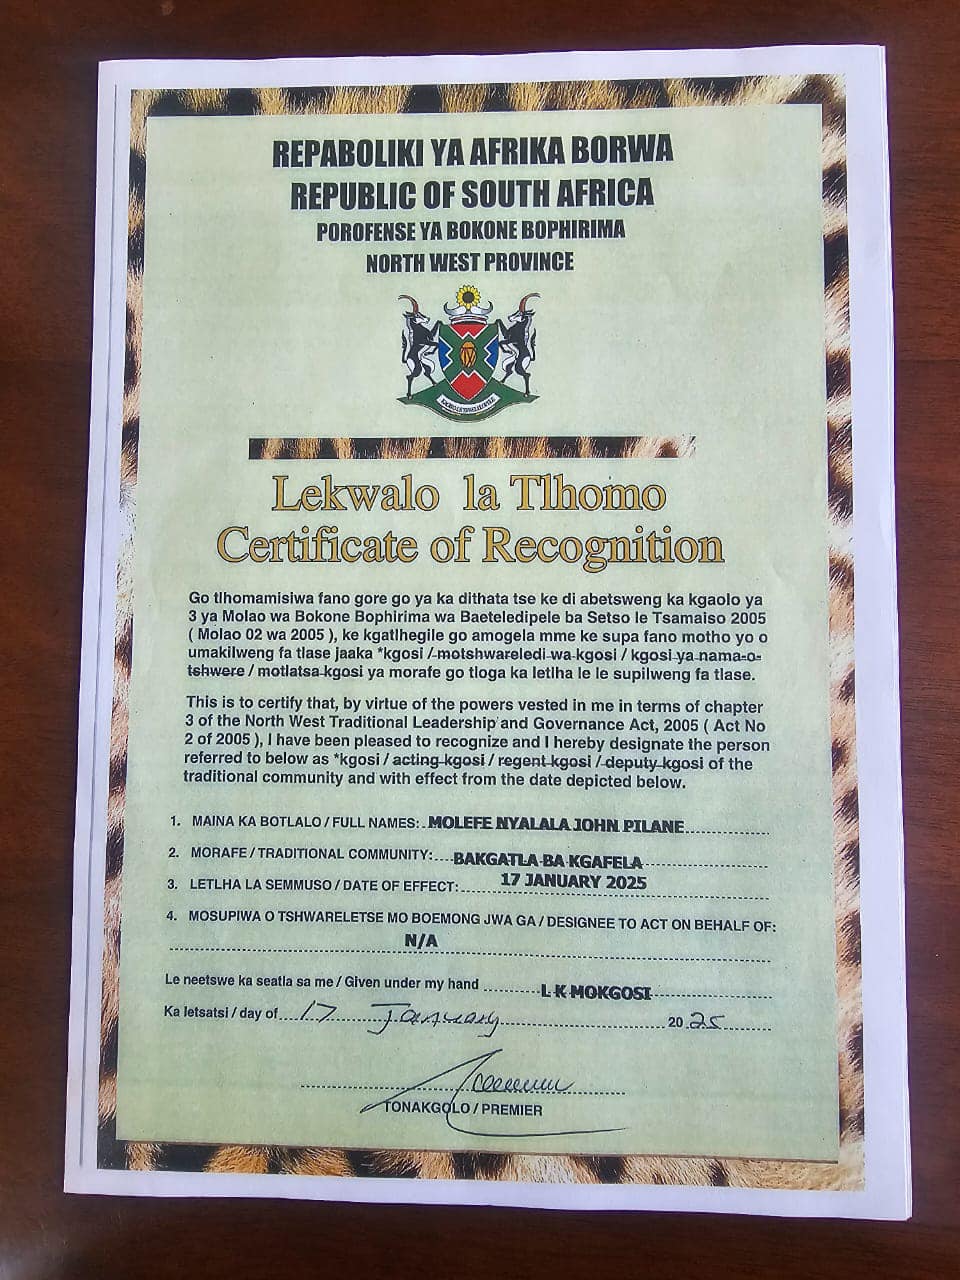 REPABOLIKI YA AFRIKA BORWA
REPUBLIC OF SOUTH AFRICA
POROFENSE YA BOKONE BOPHIRIMA
NORTH WEST PROVINCE
Lekwalo la Tlhomo
Certificate of Recognition
Go tlhomamisiwa fano gore go ya ka dithata tse ke di abetsweng ka kgaolo ya
3 ya Molao wa Bokone Bophirima wa Baeteledipele ba Setso le Tsamaiso 2005
( Molao 02 wa 2005 ), ke kgatlhegile go amogela mme ke supa fano motho yo o
umakilweng fa tlase jaaka *kgosi / motshwareledi wa kgosi / kgosi ya nama-o-
tshwere / motlatsa kgosi ya morafe go tloga ka letlha le le supilweng fa tlase.
This is to certify that, by virtue of the powers vested in me in terms of chapter
3 of the North West Traditional Leadership and Governance Act, 2005 ( Act No
2 of 2005 ), I have been pleased to recognize and I hereby designate the person
referred to below as *kgosi / acting kgosi / regent kgosi / deputy kgosi of the
traditional community and with effect from the date depicted below.
1. MAINA KA BOTLALO / FULL NAMES: MOLEFE NYALALA JOHN PILANE
2. MORAFE / TRADITIONAL COMMUNITY: BAKGATLA BA KGAFELA
3. LETLHA LA SEMMUSO / DATE OF EFFECT: 17 JANUARY 2025
4. MOSUPIWA O TSHWARELETSE MO BOEMONG JWA GA / DESIGNEE TO ACT ON BEHALF OF:
N/A
Le neetswe ka seatla sa me / Given under my hand L K MOKGOSI
Ka letsatsi / day of 17 January 2025
TONAKGOLO / PREMIER